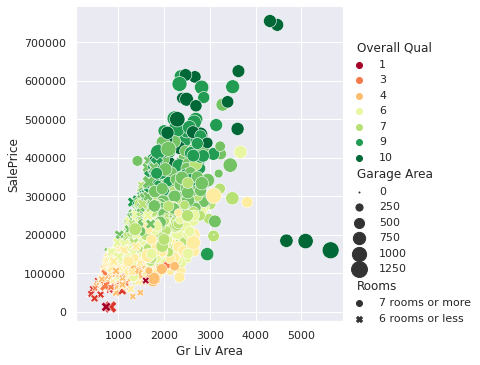 700000
600000
500000
400000
300000
200000
100000
0
SalePrice
1000 2000 3000 4000 5000
Gr Liv Area
Overall Qual
1
3
4
6
7
9
10
Garage Area
0
250
500
750
1000
1250
Rooms
7 rooms or more
6 rooms or less